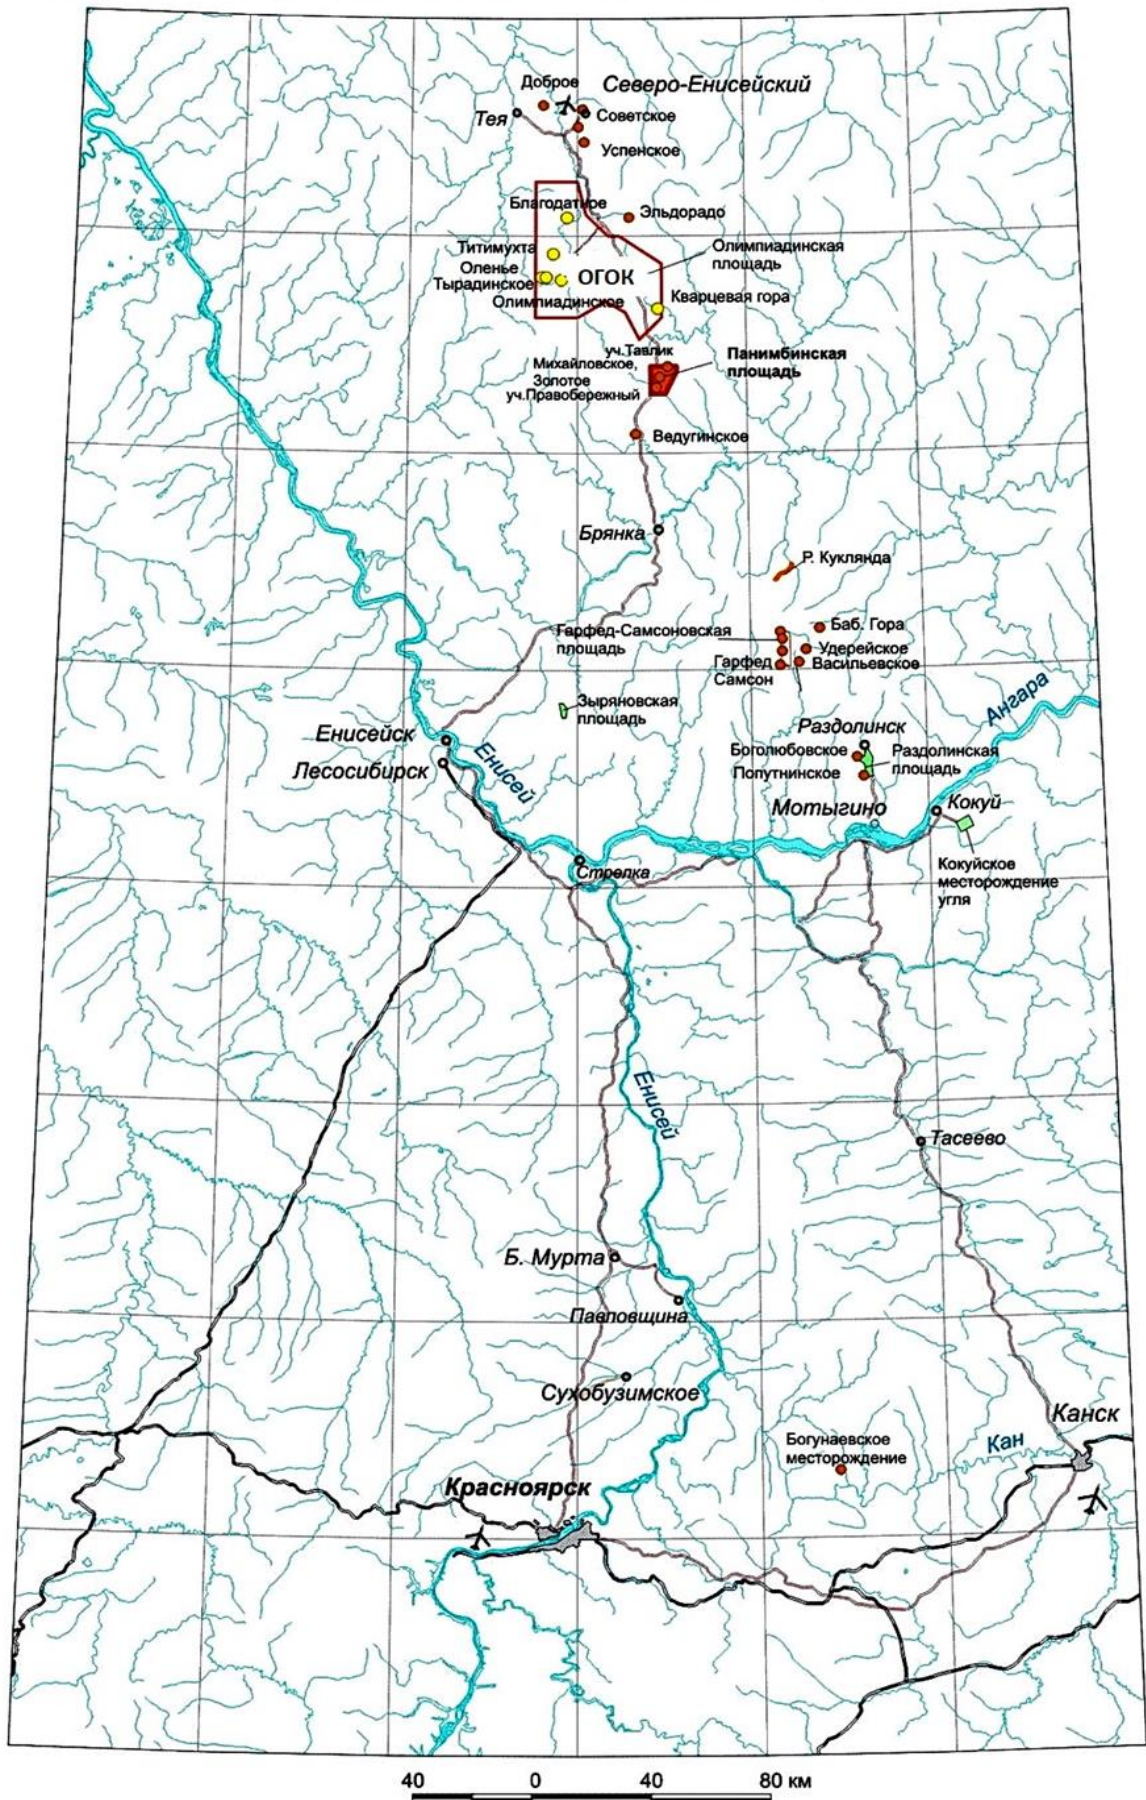 Доброе
Северо-Енисейский
Тея
Советское
Успенское
Благодатное
Эльдорадо
Титимухта
Олимпиадинская
площадь
Оленье
Тырадинское
ОГОК
Олимпиадинское
Кварцевая гора
уч.Тавлик
Михайловское,
Золотое
уч.Правобережный
Панимбинская
площадь
Ведугинское
Брянка
Р. Куклянда
Гарфед-Самсоновская
площадь
Баб. Гора
Удерейское
Васильевское
Гарфед
Самсон
Зыряновская
площадь
Ангара
Енисейск
Лесосибирск
Енисей
Раздолинск
Боголюбовское
Попутнинское
Раздолинская
площадь
Мотыгино
Кокуй
Кокуйское
месторождение
угля
Стрелка
Енисей
Тасеево
Б. Мурта
Павловщина
Сухобузимское
Канск
Кан
Богунаевское
месторождение
Красноярск
40 0 40 80 км